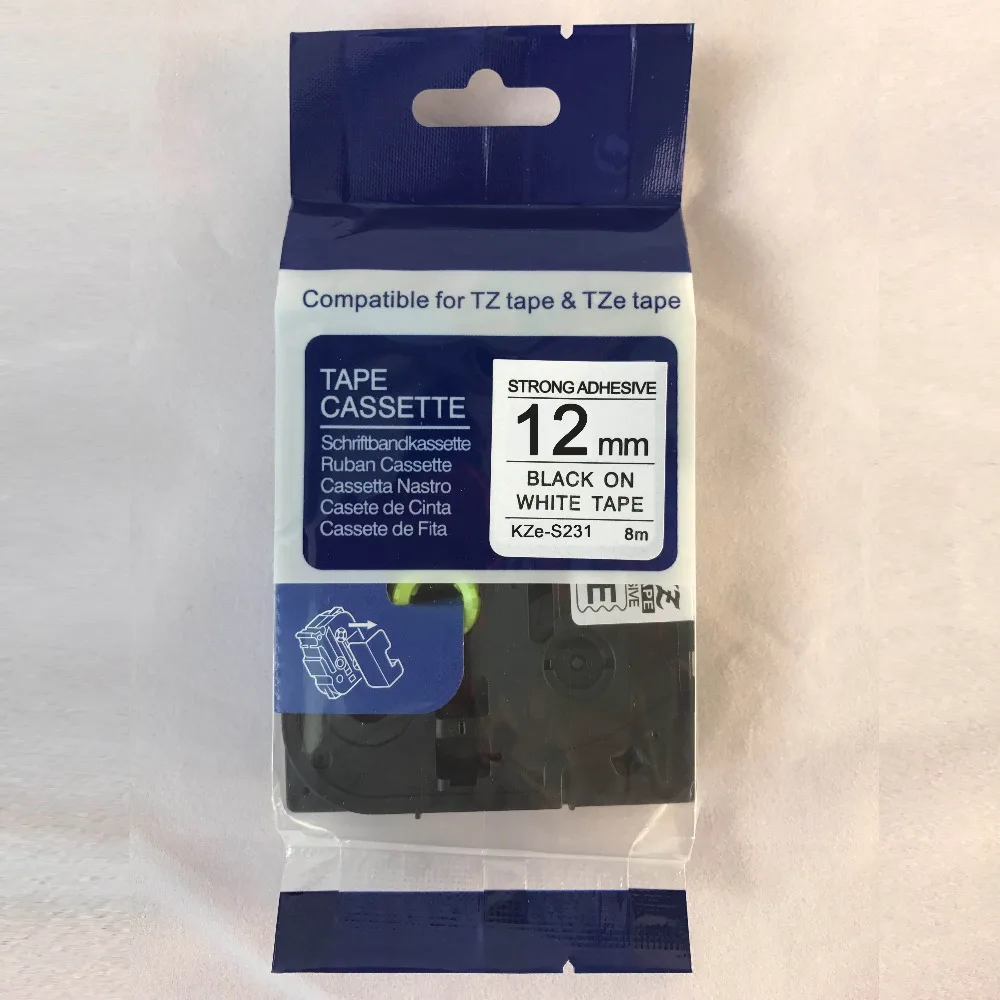 Compatible for TZ tape & TZe tape
TAPE
CASSETTE
Schriftbandkassette
Ruban Cassette
Cassetta Nastro
Casete de Cinta
Cassete de Fita
STRONG ADHESIVE
12 mm
BLACK ON
WHITE TAPE
KZe-S231 8m